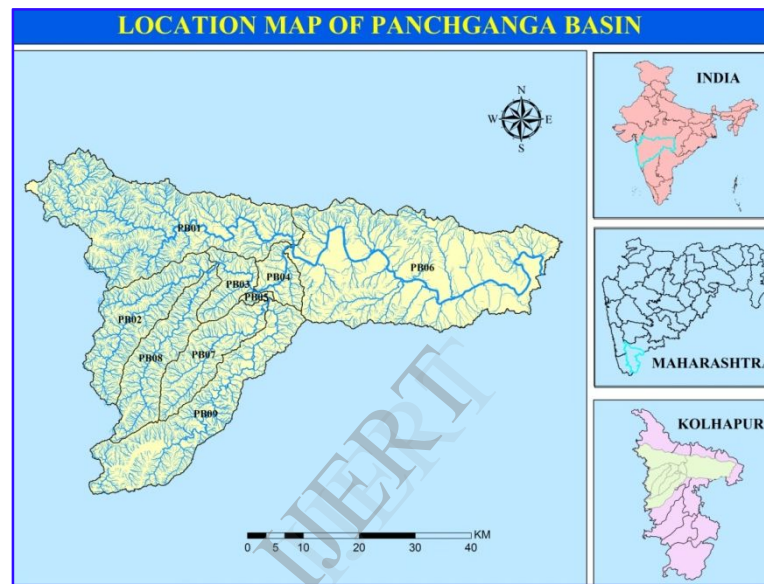 LOCATION MAP OF PANCHGANGA BASIN
INDIA
N
W E
S
PB01
PB04
PB06
PB03
PB05
PB02
PB07
PB08
PB09
MAHARASHTRA
KOLHAPUR
IJERT
KM
0 5 10 20 30 40